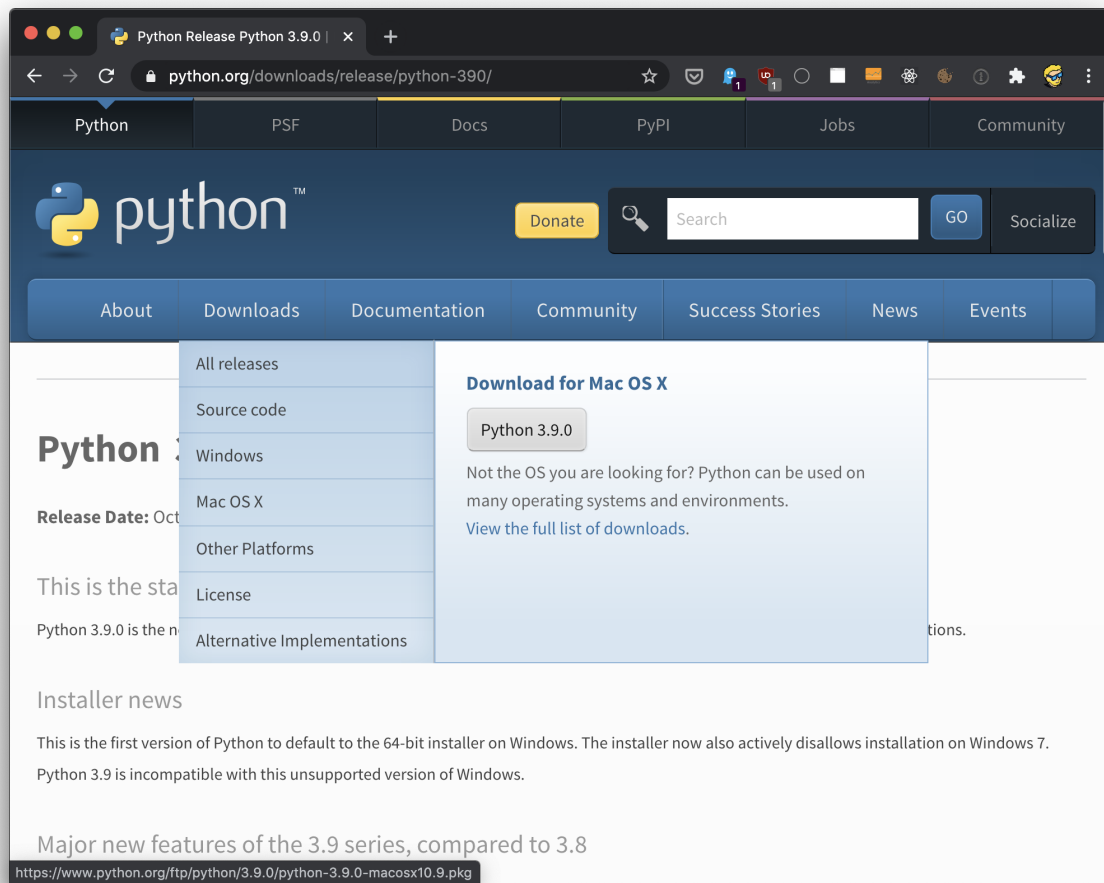 Python Release Python 3.9.0 |
python.org/downloads/release/python-390/
1
1
Python PSF Docs PyPI Jobs Community
python™
Donate
Search
GO
Socialize
About Downloads Documentation Community Success Stories News Events
All releases
Source code
Windows
Mac OS X
Other Platforms
License
Alternative Implementations
Download for Mac OS X
Python 3.9.0
Not the OS you are looking for? Python can be used on
many operating systems and environments.
View the full list of downloads.
Python
Release Date: Oct
This is the sta
Python 3.9.0 is the n
tions.
Installer news
This is the first version of Python to default to the 64-bit installer on Windows. The installer now also actively disallows installation on Windows 7.
Python 3.9 is incompatible with this unsupported version of Windows.
Major new features of the 3.9 series, compared to 3.8
https://www.python.org/ftp/python/3.9.0/python-3.9.0-macosx10.9.pkg